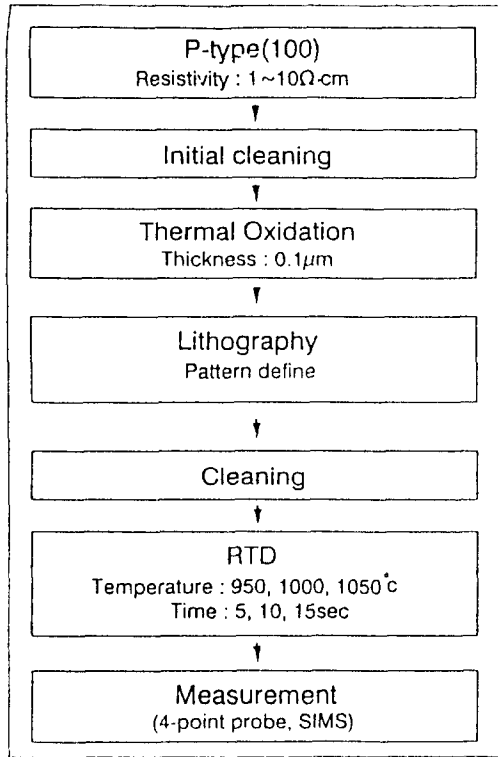 P-type(100)
Resistivity : 1~10Ω-cm
Initial cleaning
Thermal Oxidation
Thickness : 0.1μm
Lithography
Pattern define
Cleaning
RTD
Temperature : 950, 1000, 1050°c
Time : 5, 10, 15sec
Measurement
(4-point probe, SIMS)